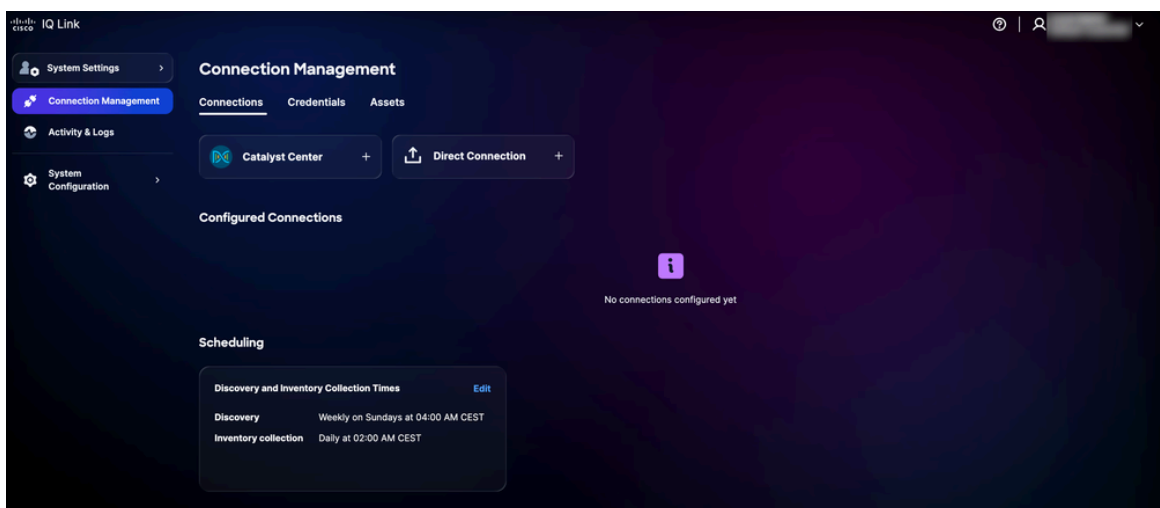 cisco IQ Link
System Settings
Connection Management
Activity & Logs
System
Configuration
Connection Management
Connections Credentials Assets
Catalyst Center +
Direct Connection +
Configured Connections
No connections configured yet
Scheduling
Discovery and Inventory Collection Times Edit
Discovery Weekly on Sundays at 04:00 AM CEST
Inventory collection Daily at 02:00 AM CEST